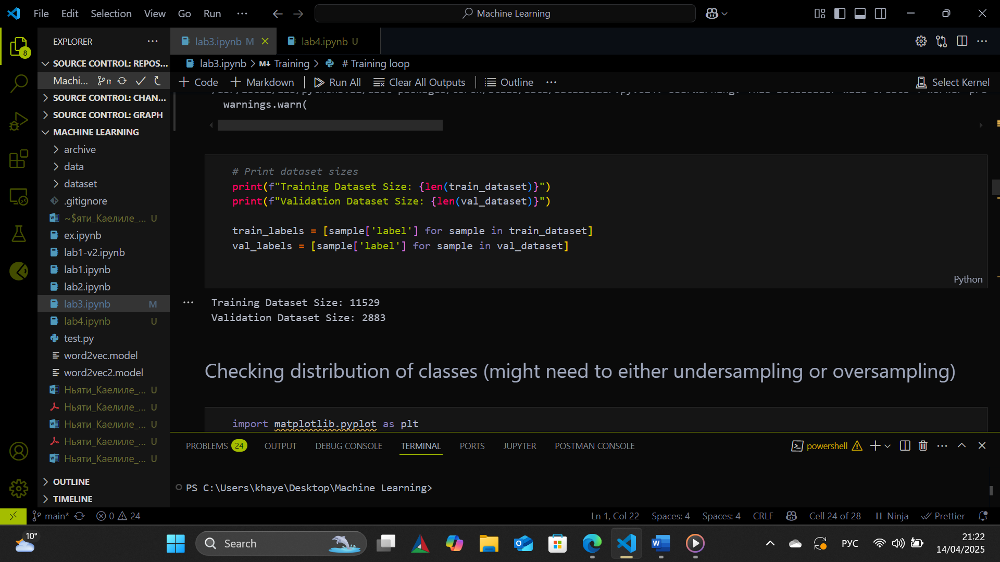 File Edit Selection View Go Run ···
Machine Learning
EXPLORER
SOURCE CONTROL: REPOS...
Machi...
SOURCE CONTROL: CHAN...
SOURCE CONTROL: GRAPH
MACHINE LEARNING
archive
data
dataset
.gitignore
~$яти_Каелиле_... U
ex.ipynb
lab1-v2.ipynb
lab1.ipynb
lab2.ipynb
lab3.ipynb M
lab4.ipynb U
test.py
word2vec.model
word2vec2.model
Ньяти_Каелиле_... U
Ньяти_Каелиле_... U
Ньяти_Каелиле_... U
Ньяти_Каелиле_... U
Ньяти_Каелиле_... U
OUTLINE
TIMELINE
8
lab3.ipynb M
lab4.ipynb U
lab3.ipynb > M Training > # Training loop
+ Code + Markdown Run All Clear All Outputs Outline ···
Select Kernel
warnings.warn(
# Print dataset sizes
print(f"Training Dataset Size: {len(train_dataset)}")
print(f"Validation Dataset Size: {len(val_dataset)}")
train_labels = [sample['label'] for sample in train_dataset]
val_labels = [sample['label'] for sample in val_dataset]
Python
Training Dataset Size: 11529
Validation Dataset Size: 2883
Checking distribution of classes (might need to either undersampling or oversampling)
import matplotlib.pyplot as plt
PROBLEMS 24 OUTPUT DEBUG CONSOLE TERMINAL PORTS JUPYTER POSTMAN CONSOLE
powershell
PS C:\Users\khaye\Desktop\Machine Learning>
main* 0 24
Ln 1, Col 22 Spaces: 4 Spaces: 4 CRLF Cell 24 of 28 Ninja Prettier
10°
Search
РУС
21:22
14/04/2025